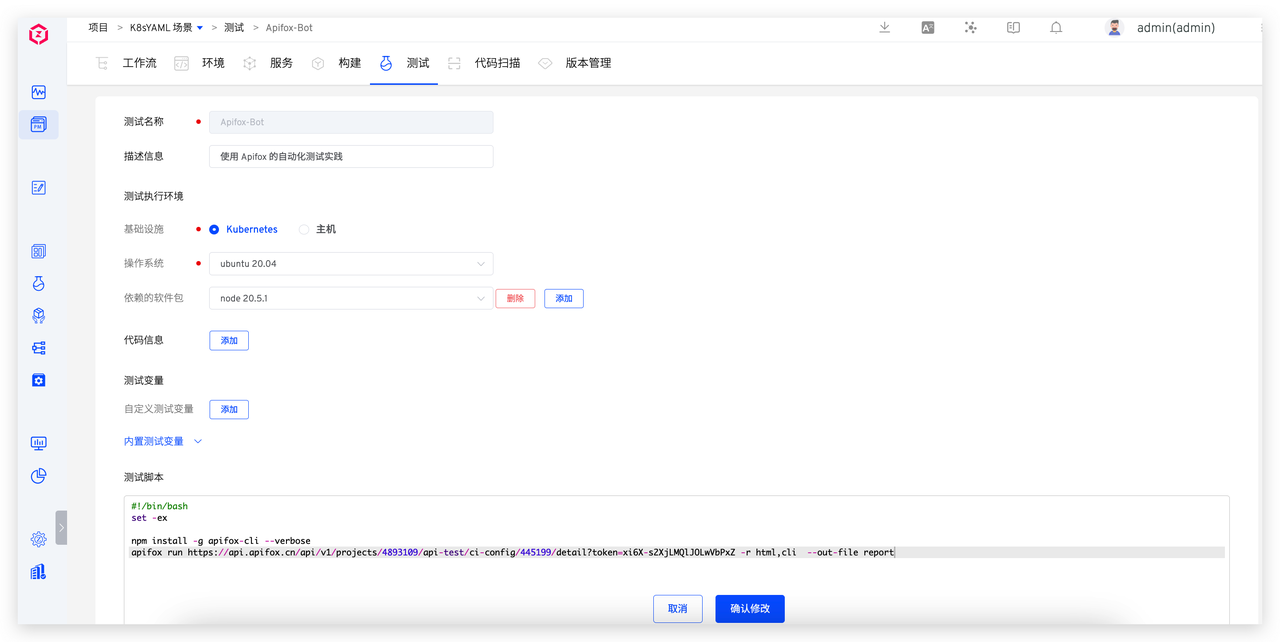 项目 > K8sYAML 场景 > 测试 > Apifox-Bot admin(admin)
工作流 环境 服务 构建 测试 代码扫描 版本管理
测试名称 Apifox-Bot
描述信息 使用 Apifox 的自动化测试实践
测试执行环境
基础设施 Kubernetes 主机
操作系统 ubuntu 20.04
依赖的软件包 node 20.5.1 删除 添加
代码信息 添加
测试变量
自定义测试变量 添加
内置测试变量
测试脚本
#!/bin/bash
set -ex
npm install -g apifox-cli --verbose
apifox run https://api.apifox.cn/api/v1/projects/4893109/api-test/ci-config/445199/detail?token=xi6X-s2XjLMQlJOLwVbPxZ -r html,cli  --out-file report
取消 确认修改